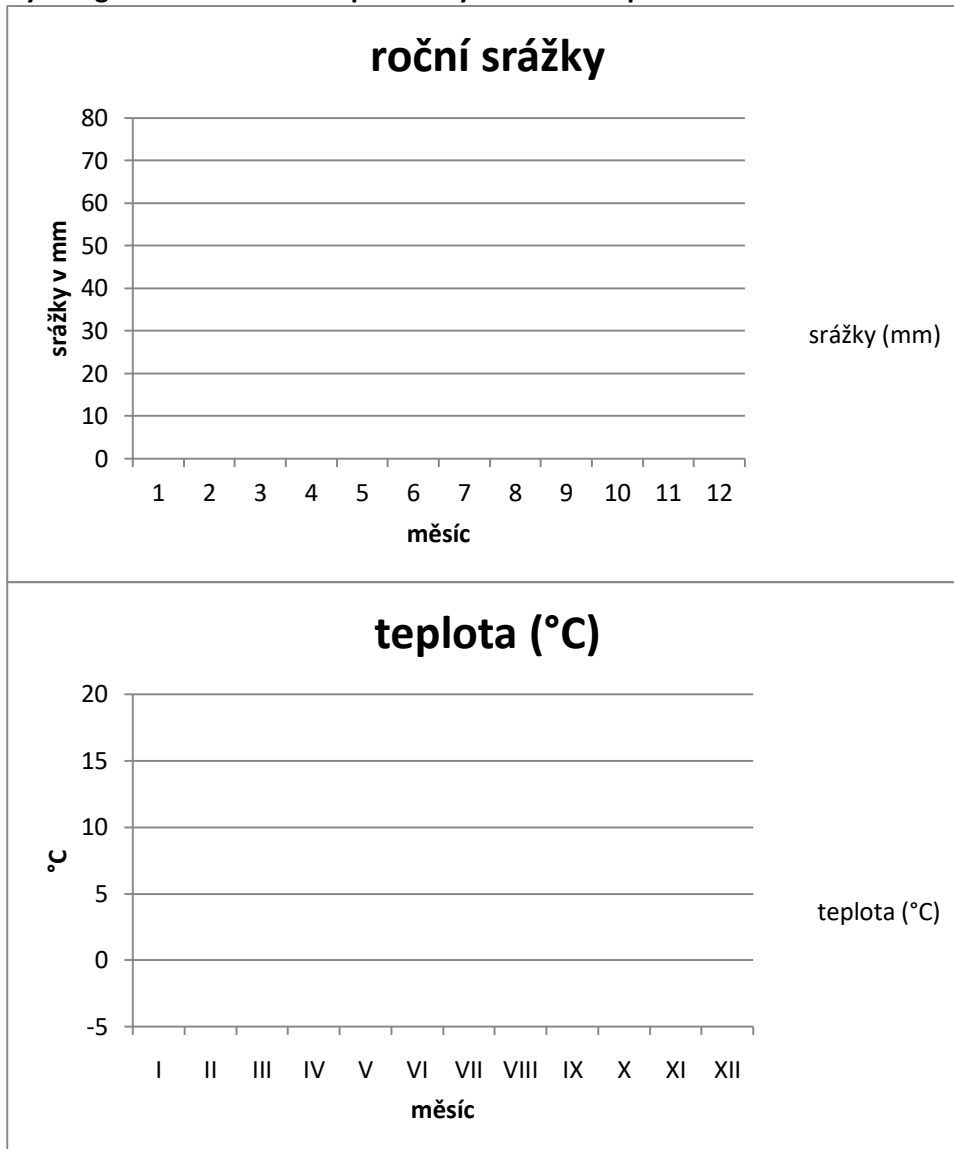 roční srážky
80
70
60
50
40
30
20
10
0
srážky v mm
1 2 3 4 5 6 7 8 9 10 11 12
měsíc
srážky (mm)
teplota (°C)
20
15
10
5
0
-5
°C
I II III IV V VI VII VIII IX X XI XII
měsíc
teplota (°C)